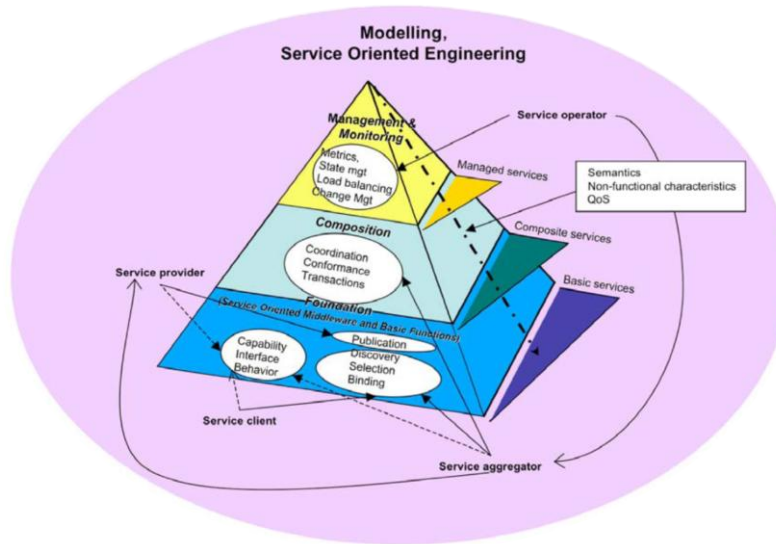 Modelling,
Service Oriented Engineering
Management &
Monitoring
Service operator
Metrics,
State mgt
Load balancing
Change Mgt
Managed services
Semantics
Non-functional characteristics
QoS
Composition
Composite services
Coordination
Conformance
Transactions
Service provider
Basic services
Foundation
(Service Oriented Middleware and Basic Functions)
Publication
Capability
Interface
Behavior
Discovery
Selection
Binding
Service client
Service aggregator